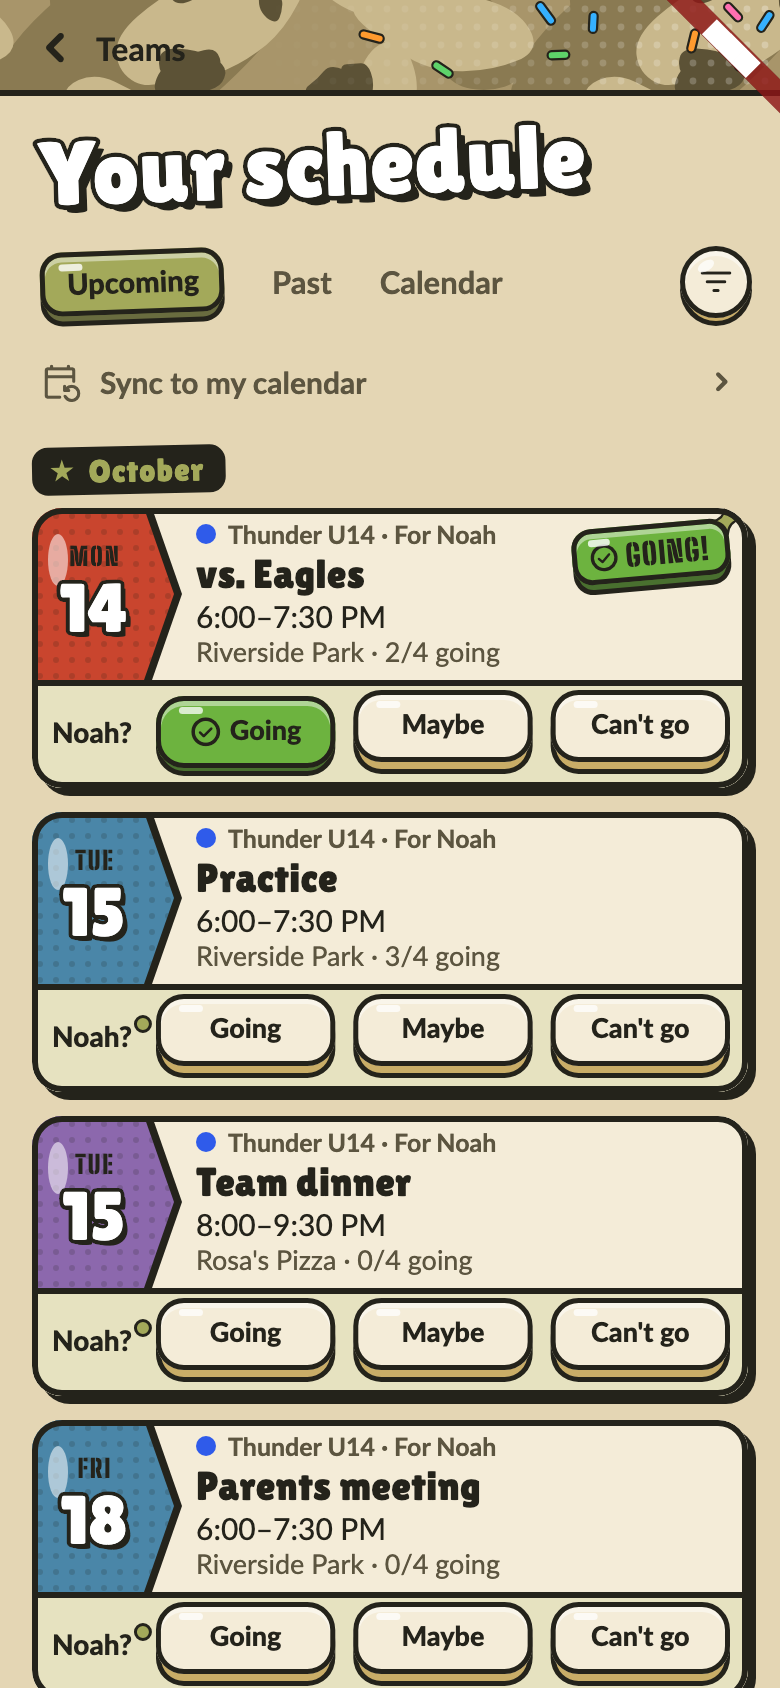 Teams
Your schedule
Upcoming
Past
Calendar
Sync to my calendar
★ October
MON
14
Thunder U14 · For Noah
vs. Eagles
6:00–7:30 PM
Riverside Park · 2/4 going
GOING!
Noah?
Going
Maybe
Can't go
TUE
15
Thunder U14 · For Noah
Practice
6:00–7:30 PM
Riverside Park · 3/4 going
Noah?
Going
Maybe
Can't go
TUE
15
Thunder U14 · For Noah
Team dinner
8:00–9:30 PM
Rosa's Pizza · 0/4 going
Noah?
Going
Maybe
Can't go
FRI
18
Thunder U14 · For Noah
Parents meeting
6:00–7:30 PM
Riverside Park · 0/4 going
Noah?
Going
Maybe
Can't go